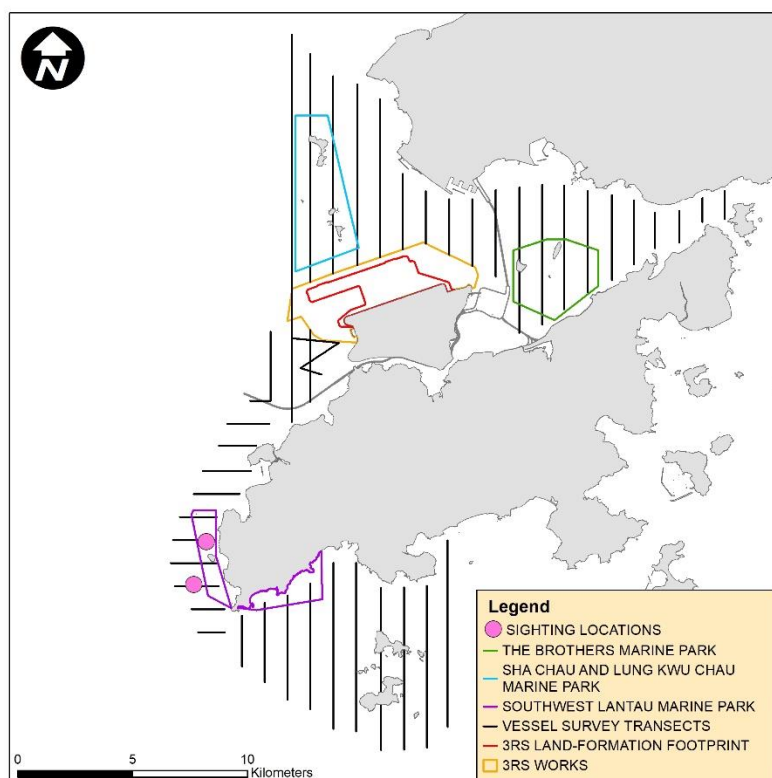 N
Legend
SIGHTING LOCATIONS
THE BROTHERS MARINE PARK
SHA CHAU AND LUNG KWU CHAU
MARINE PARK
SOUTHWEST LANTAU MARINE PARK
VESSEL SURVEY TRANSECTS
3RS LAND-FORMATION FOOTPRINT
3RS WORKS
0 5 10
Kilometers